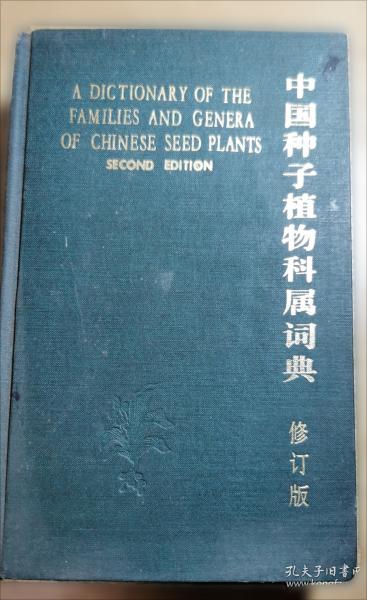 A DICTIONARY OF THE
FAMILIES AND GENERA
OF CHINESE SEED PLANTS
SECOND EDITION
中国种子植物科属词典
修订版
孔夫子旧书网